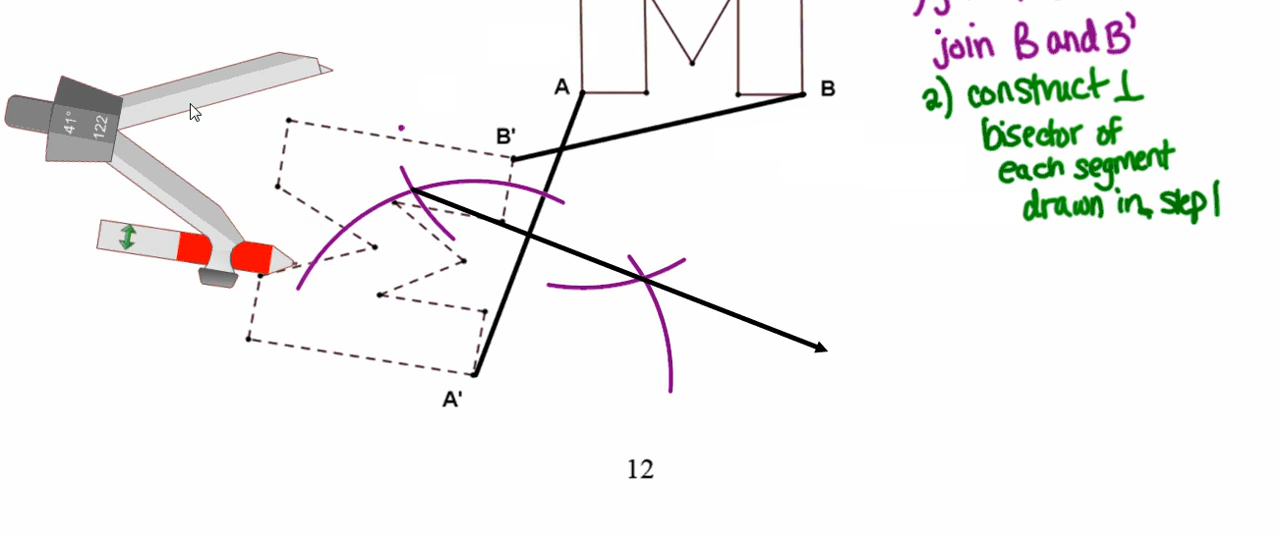 join B and B'
2) construct ⊥
bisector of
each segment
drawn in step 1
A
B
B'
A'
41°
122
12